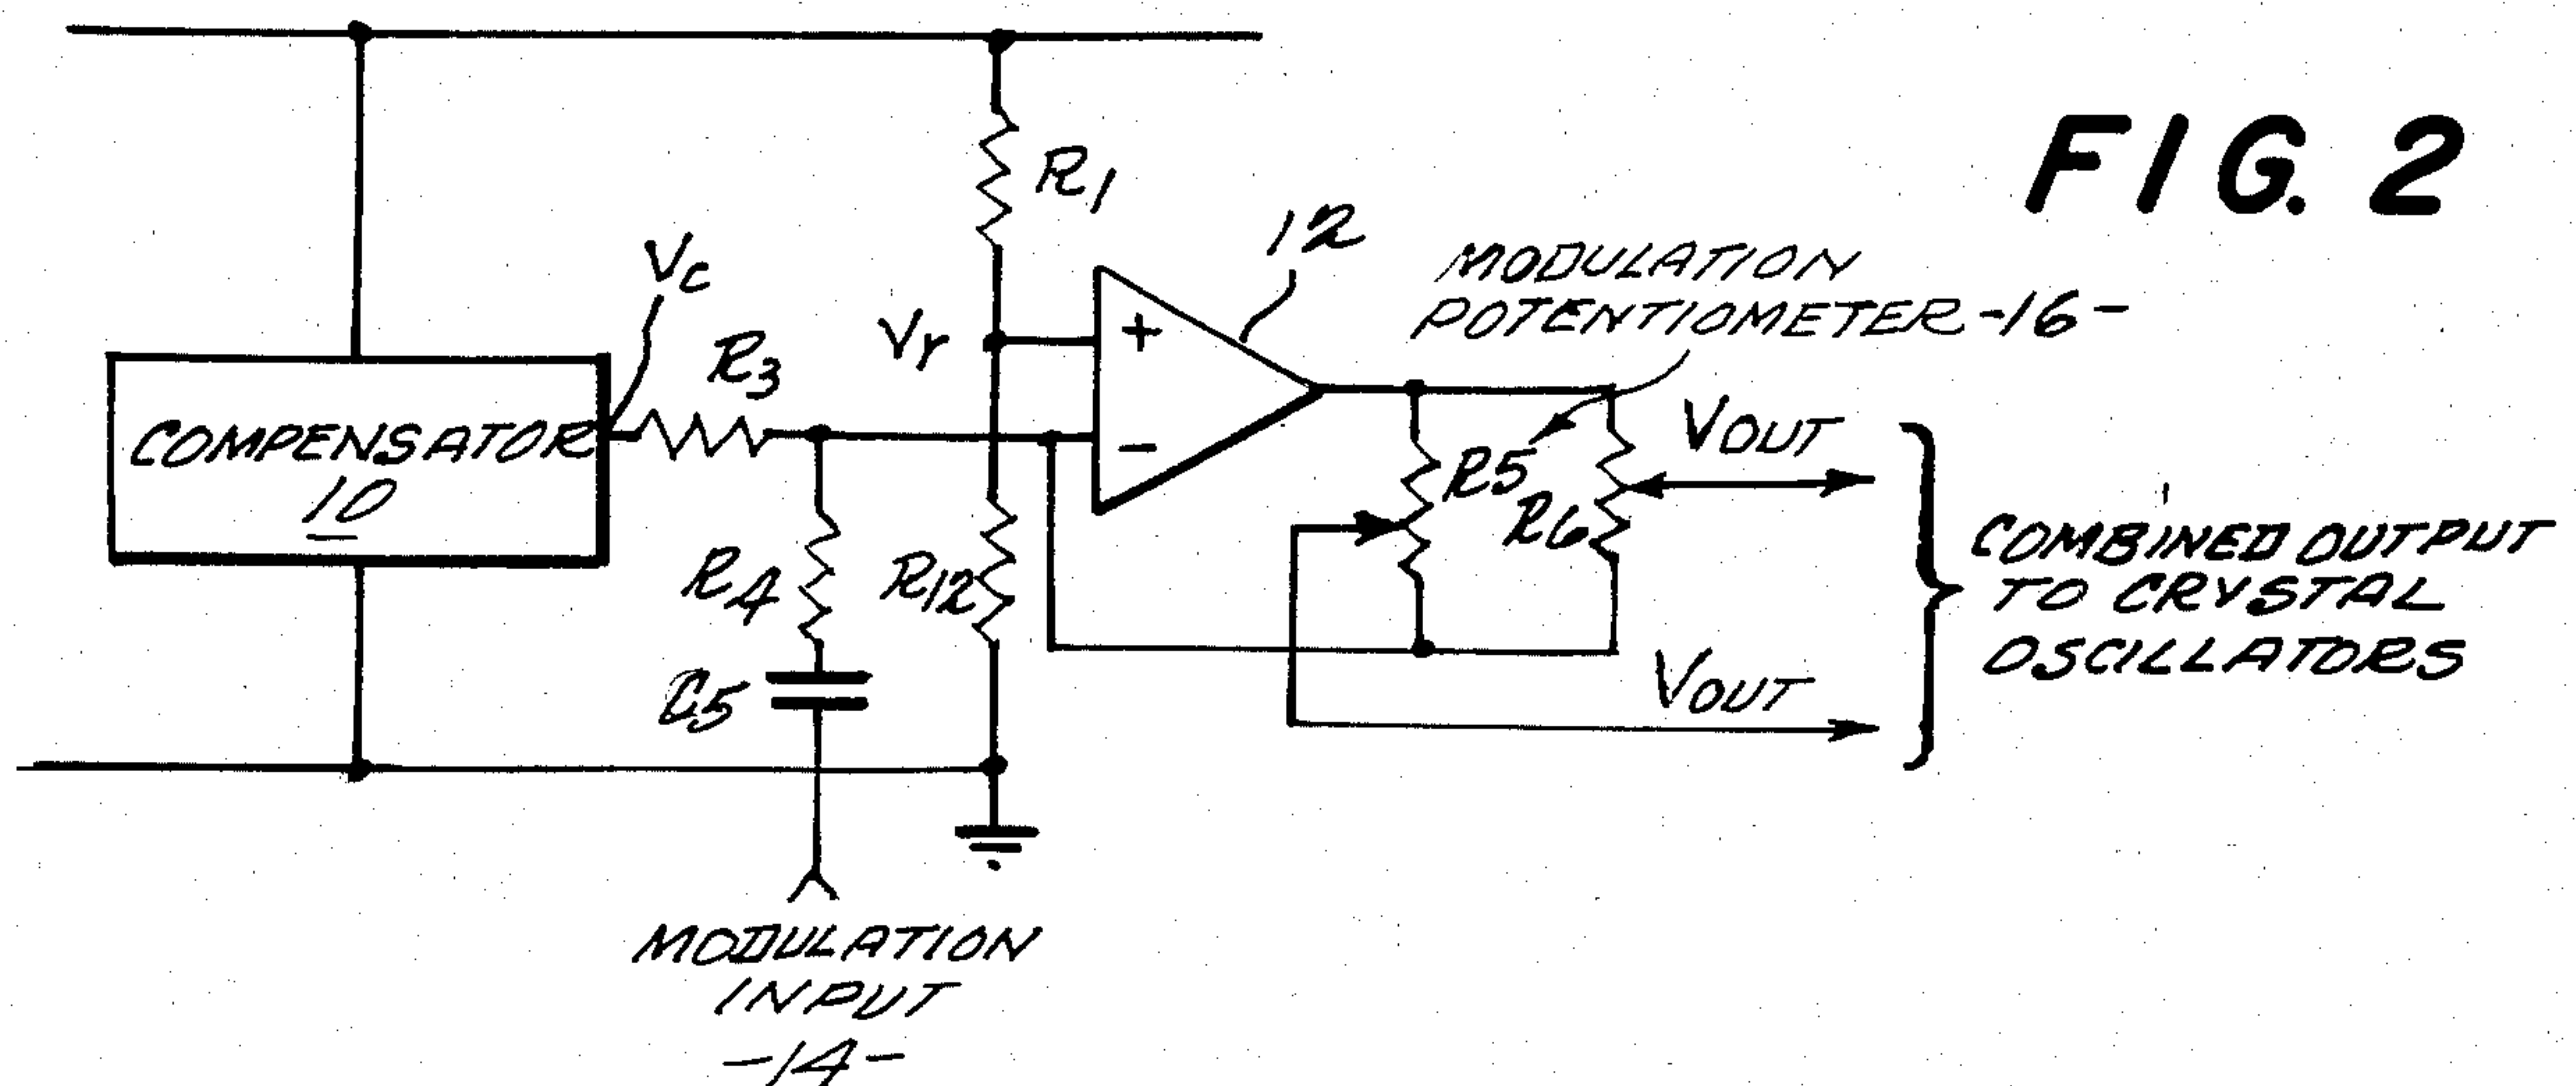 FIG. 2
R1
12
MODULATION
POTENTIOMETER -16-
VC
R3
Vr
+
-
COMPENSATOR
10
R4
R12
C5
R5
R6
VOUT
VOUT
COMBINED OUTPUT
TO CRYSTAL
OSCILLATORS
MODULATION
INPUT
-14-